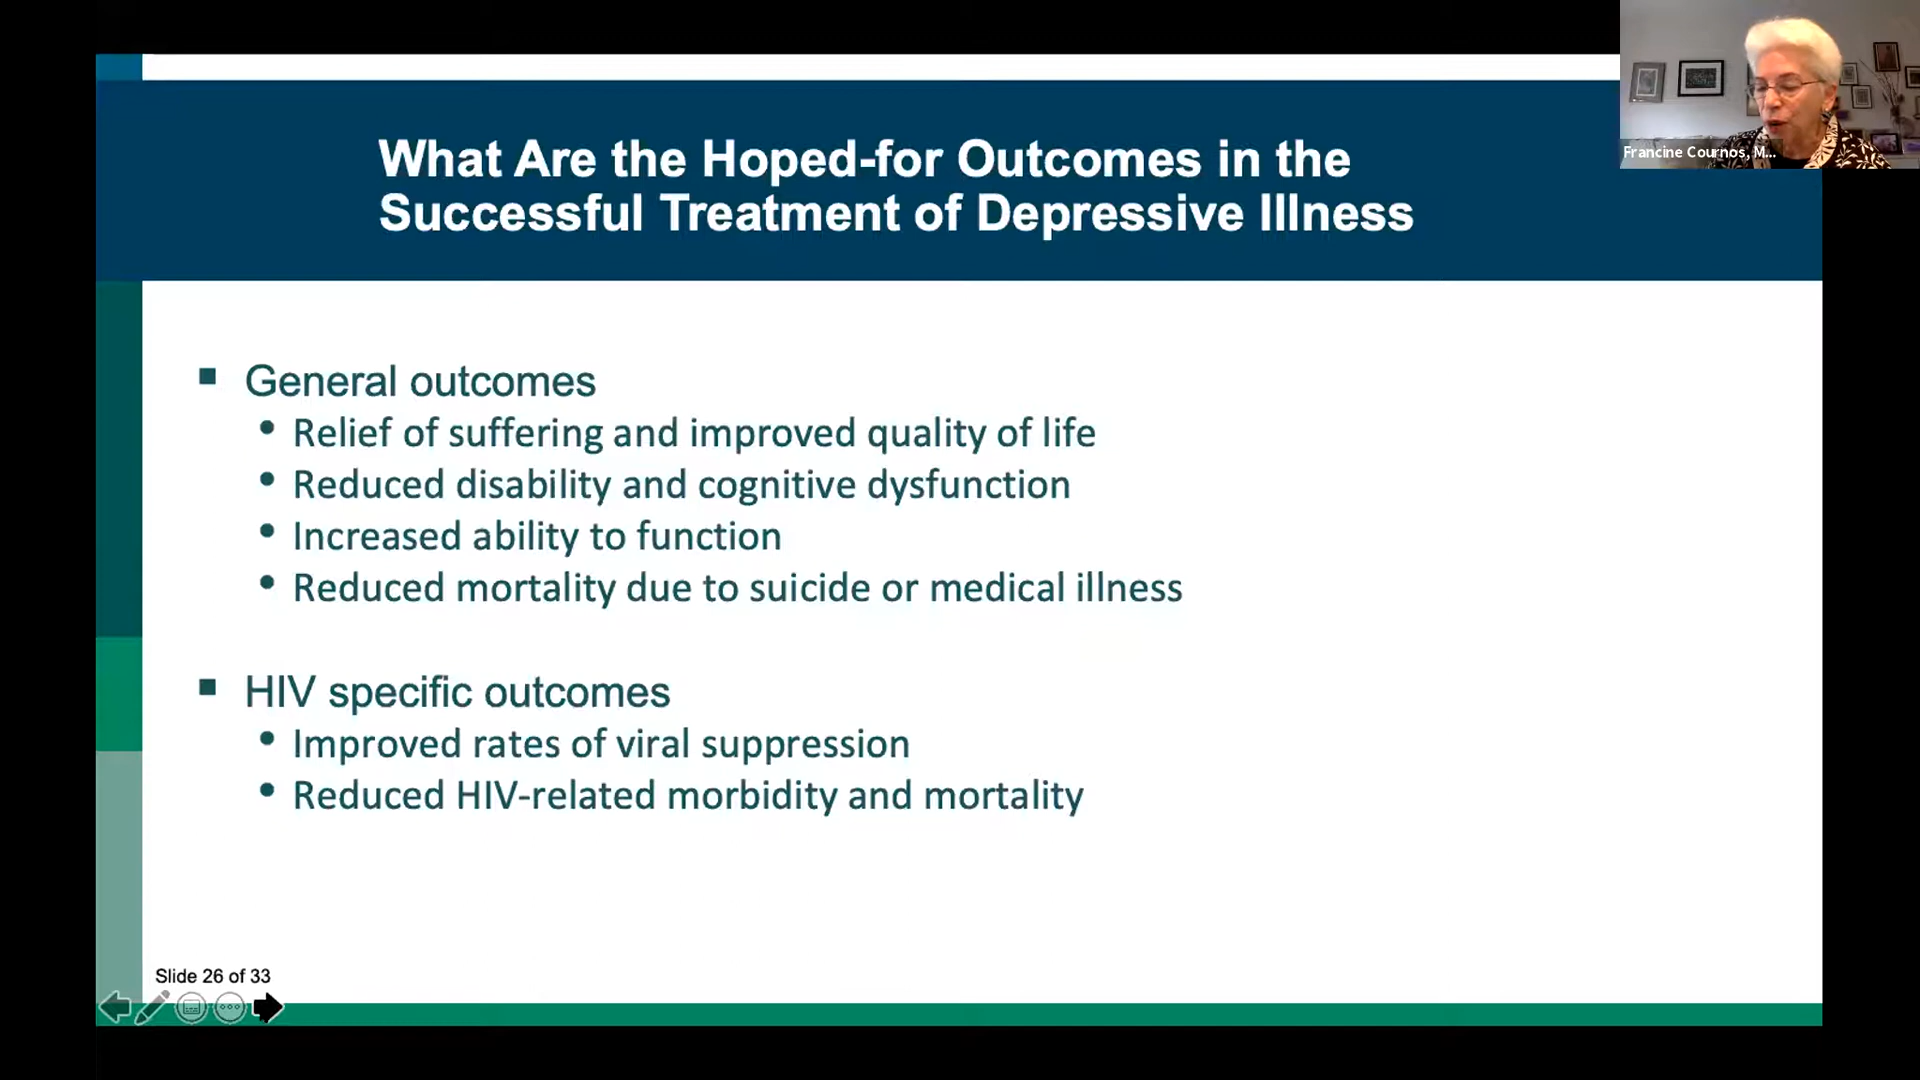 What Are the Hoped-for Outcomes in the
Successful Treatment of Depressive Illness
Francine Cournos, M...
General outcomes
Relief of suffering and improved quality of life
Reduced disability and cognitive dysfunction
Increased ability to function
Reduced mortality due to suicide or medical illness
HIV specific outcomes
Improved rates of viral suppression
Reduced HIV-related morbidity and mortality
Slide 26 of 33